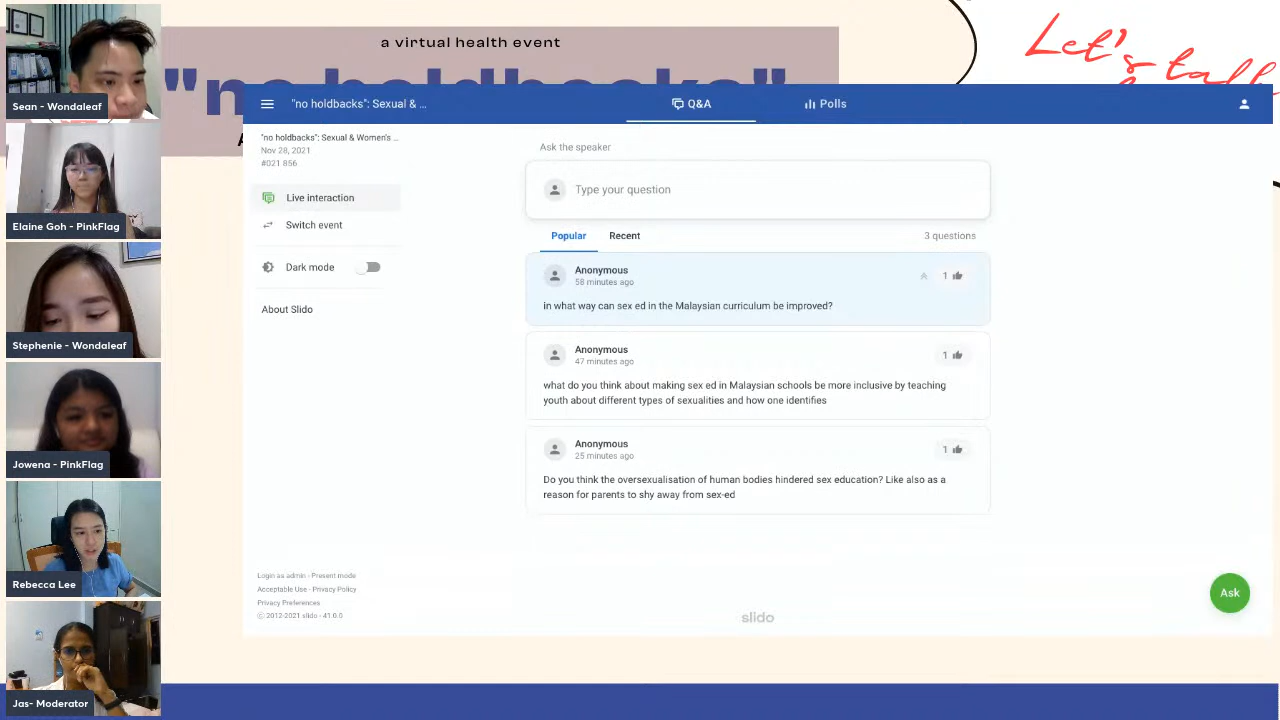 a virtual health event
"no holdbacks"
Let's talk
Sean - Wondaleaf
Elaine Goh - PinkFlag
Stephenie - Wondaleaf
Jowena - PinkFlag
Rebecca Lee
Jas- Moderator
"no holdbacks": Sexual & ...
Q&A
Polls
"no holdbacks": Sexual & Women's ...
Nov 28, 2021
#021 856
Live interaction
Switch event
Dark mode
About Slido
Login as admin - Present mode
Acceptable Use - Privacy Policy
Privacy Preferences
© 2012-2021 slido - 41.0.0
Ask the speaker
Type your question
Popular
Recent
3 questions
Anonymous
58 minutes ago
1
in what way can sex ed in the Malaysian curriculum be improved?
Anonymous
47 minutes ago
1
what do you think about making sex ed in Malaysian schools be more inclusive by teaching
youth about different types of sexualities and how one identifies
Anonymous
25 minutes ago
1
Do you think the oversexualisation of human bodies hindered sex education? Like also as a
reason for parents to shy away from sex-ed
slido
Ask